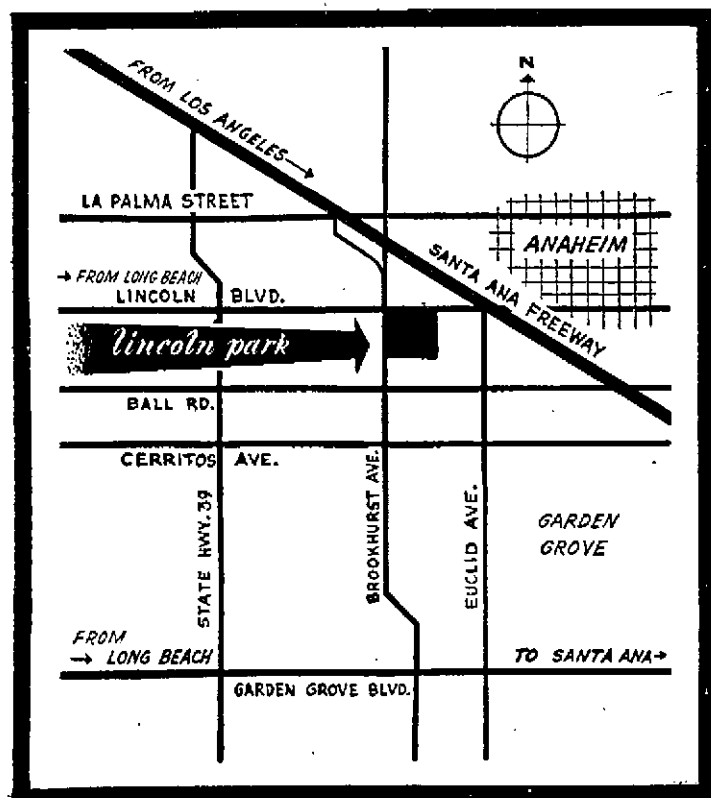 N
FROM LOS ANGELES →
LA PALMA STREET
ANAHEIM
→ FROM LONG BEACH
LINCOLN BLVD.
SANTA ANA FREEWAY
lincoln park
BALL RD.
CERRITOS AVE.
STATE HWY. 39
BROOKHURST AVE.
EUCLID AVE.
GARDEN
GROVE
FROM
→ LONG BEACH
TO SANTA ANA →
GARDEN GROVE BLVD.